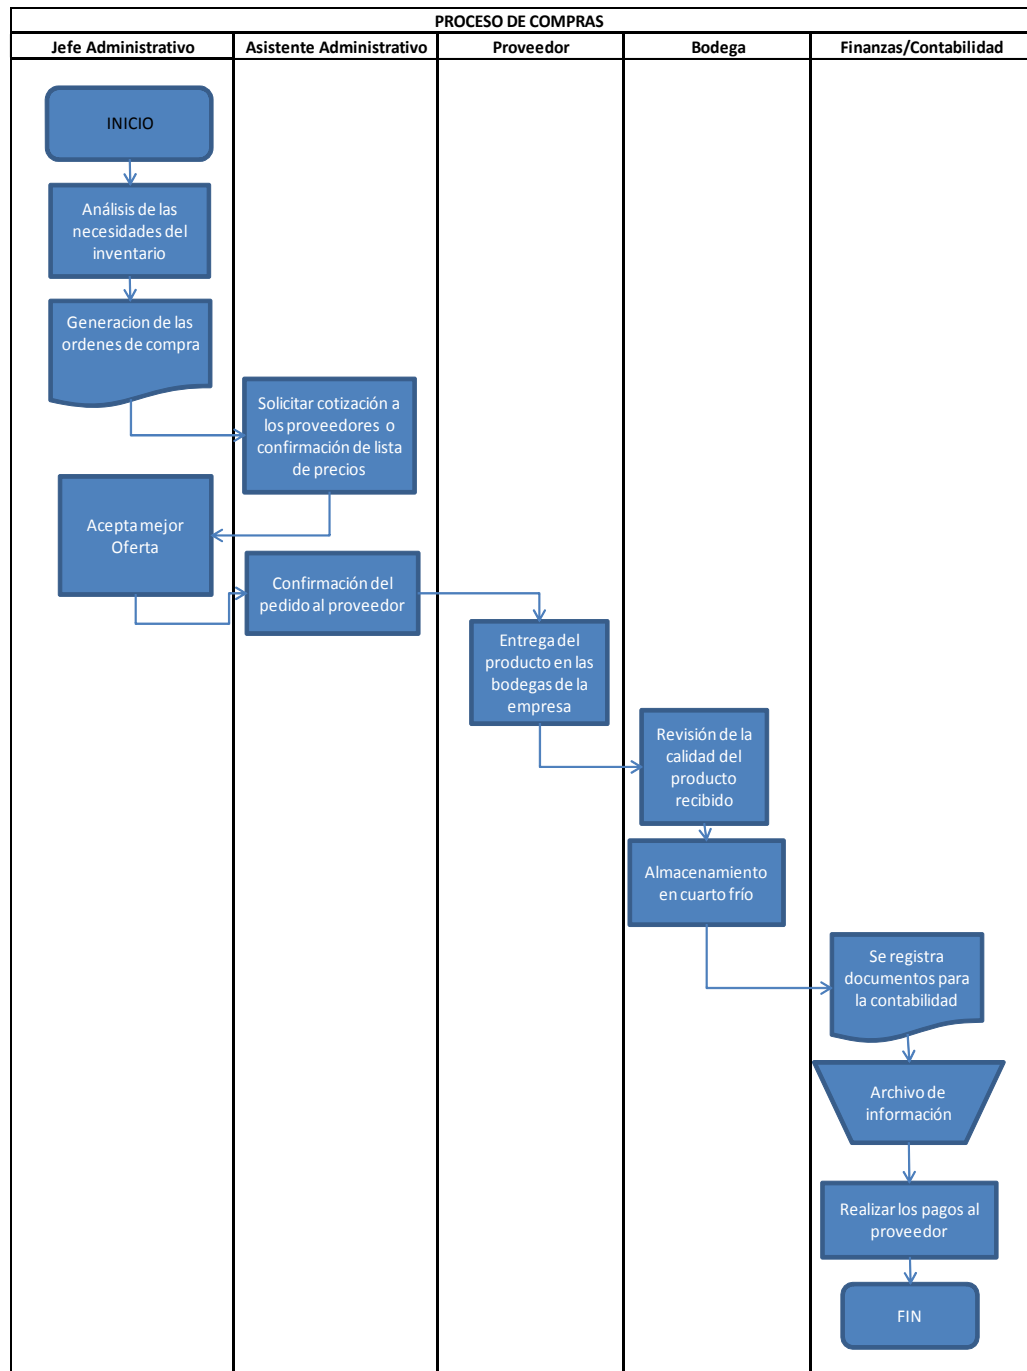 PROCESO DE COMPRAS
Jefe Administrativo
Asistente Administrativo
Proveedor
Bodega
Finanzas/Contabilidad
INICIO
Análisis de las
necesidades del
inventario
Generacion de las
ordenes de compra
Solicitar cotización a
los proveedores o
confirmación de lista
de precios
Acepta mejor
Oferta
Confirmación del
pedido al proveedor
Entrega del
producto en las
bodegas de la
empresa
Revisión de la
calidad del
producto
recibido
Almacenamiento
en cuarto frío
Se registra
documentos para
la contabilidad
Archivo de
información
Realizar los pagos al
proveedor
FIN